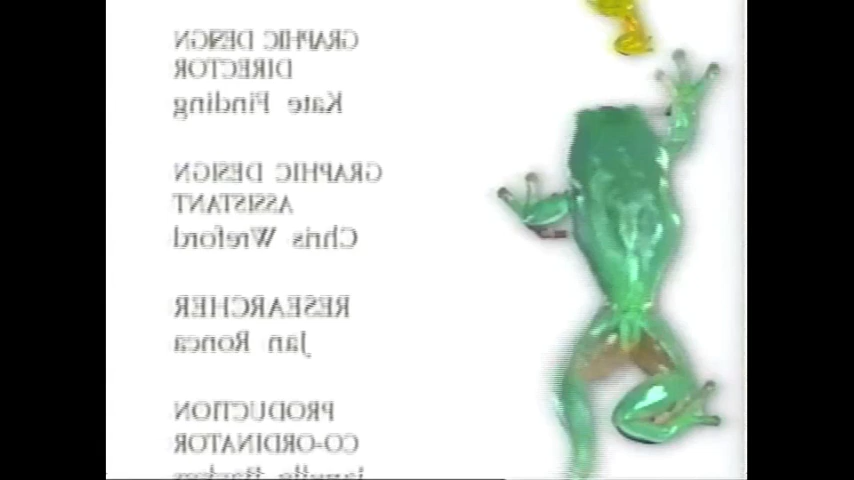 GRAPHIC DESIGN
DIRECTOR
Kate Finding
GRAPHIC DESIGN
ASSISTANT
Chris Wreford
RESEARCHER
Jan Ronca
PRODUCTION
CO-ORDINATOR